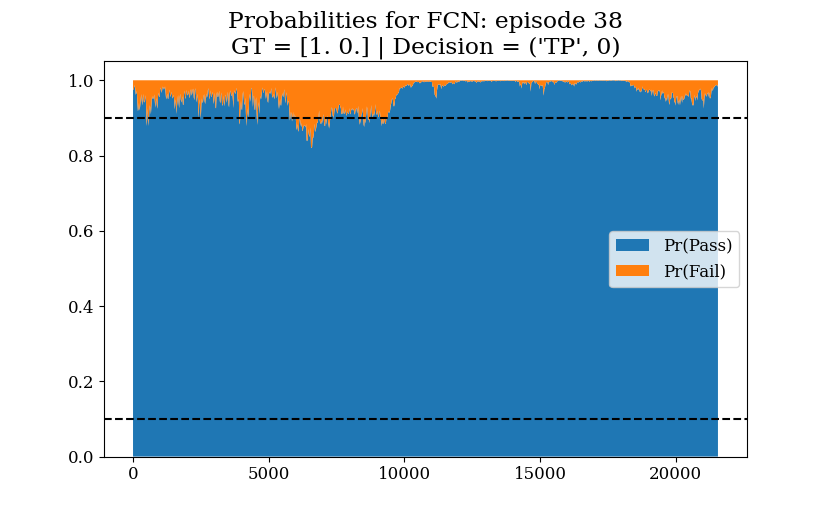 Probabilities for FCN: episode 38
GT = [1. 0.] | Decision = ('TP', 0)
1.0
0.8
0.6
0.4
0.2
0.0
Pr(Pass)
Pr(Fail)
0
5000
10000
15000
20000